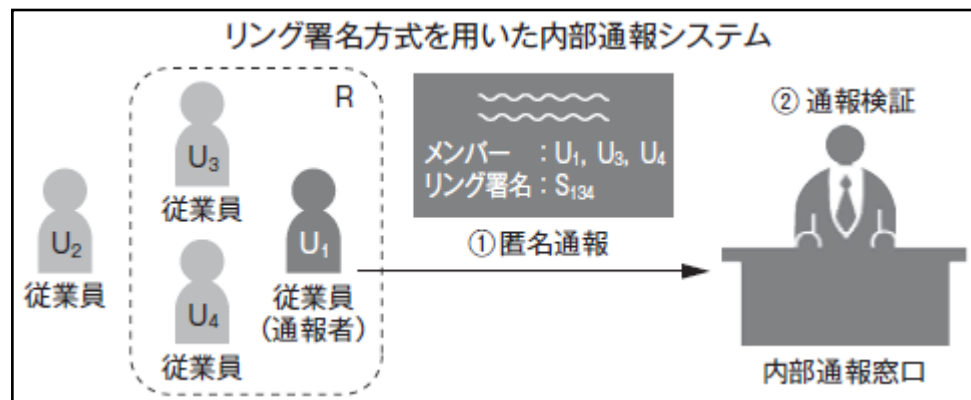 リング署名方式を用いた内部通報システム
R
U₃
従業員
U₂
従業員
U₄
従業員
U₁
従業員
(通報者)
メンバー ：U₁, U₃, U₄
リング署名：S₁₃₄
①匿名通報
② 通報検証
内部通報窓口